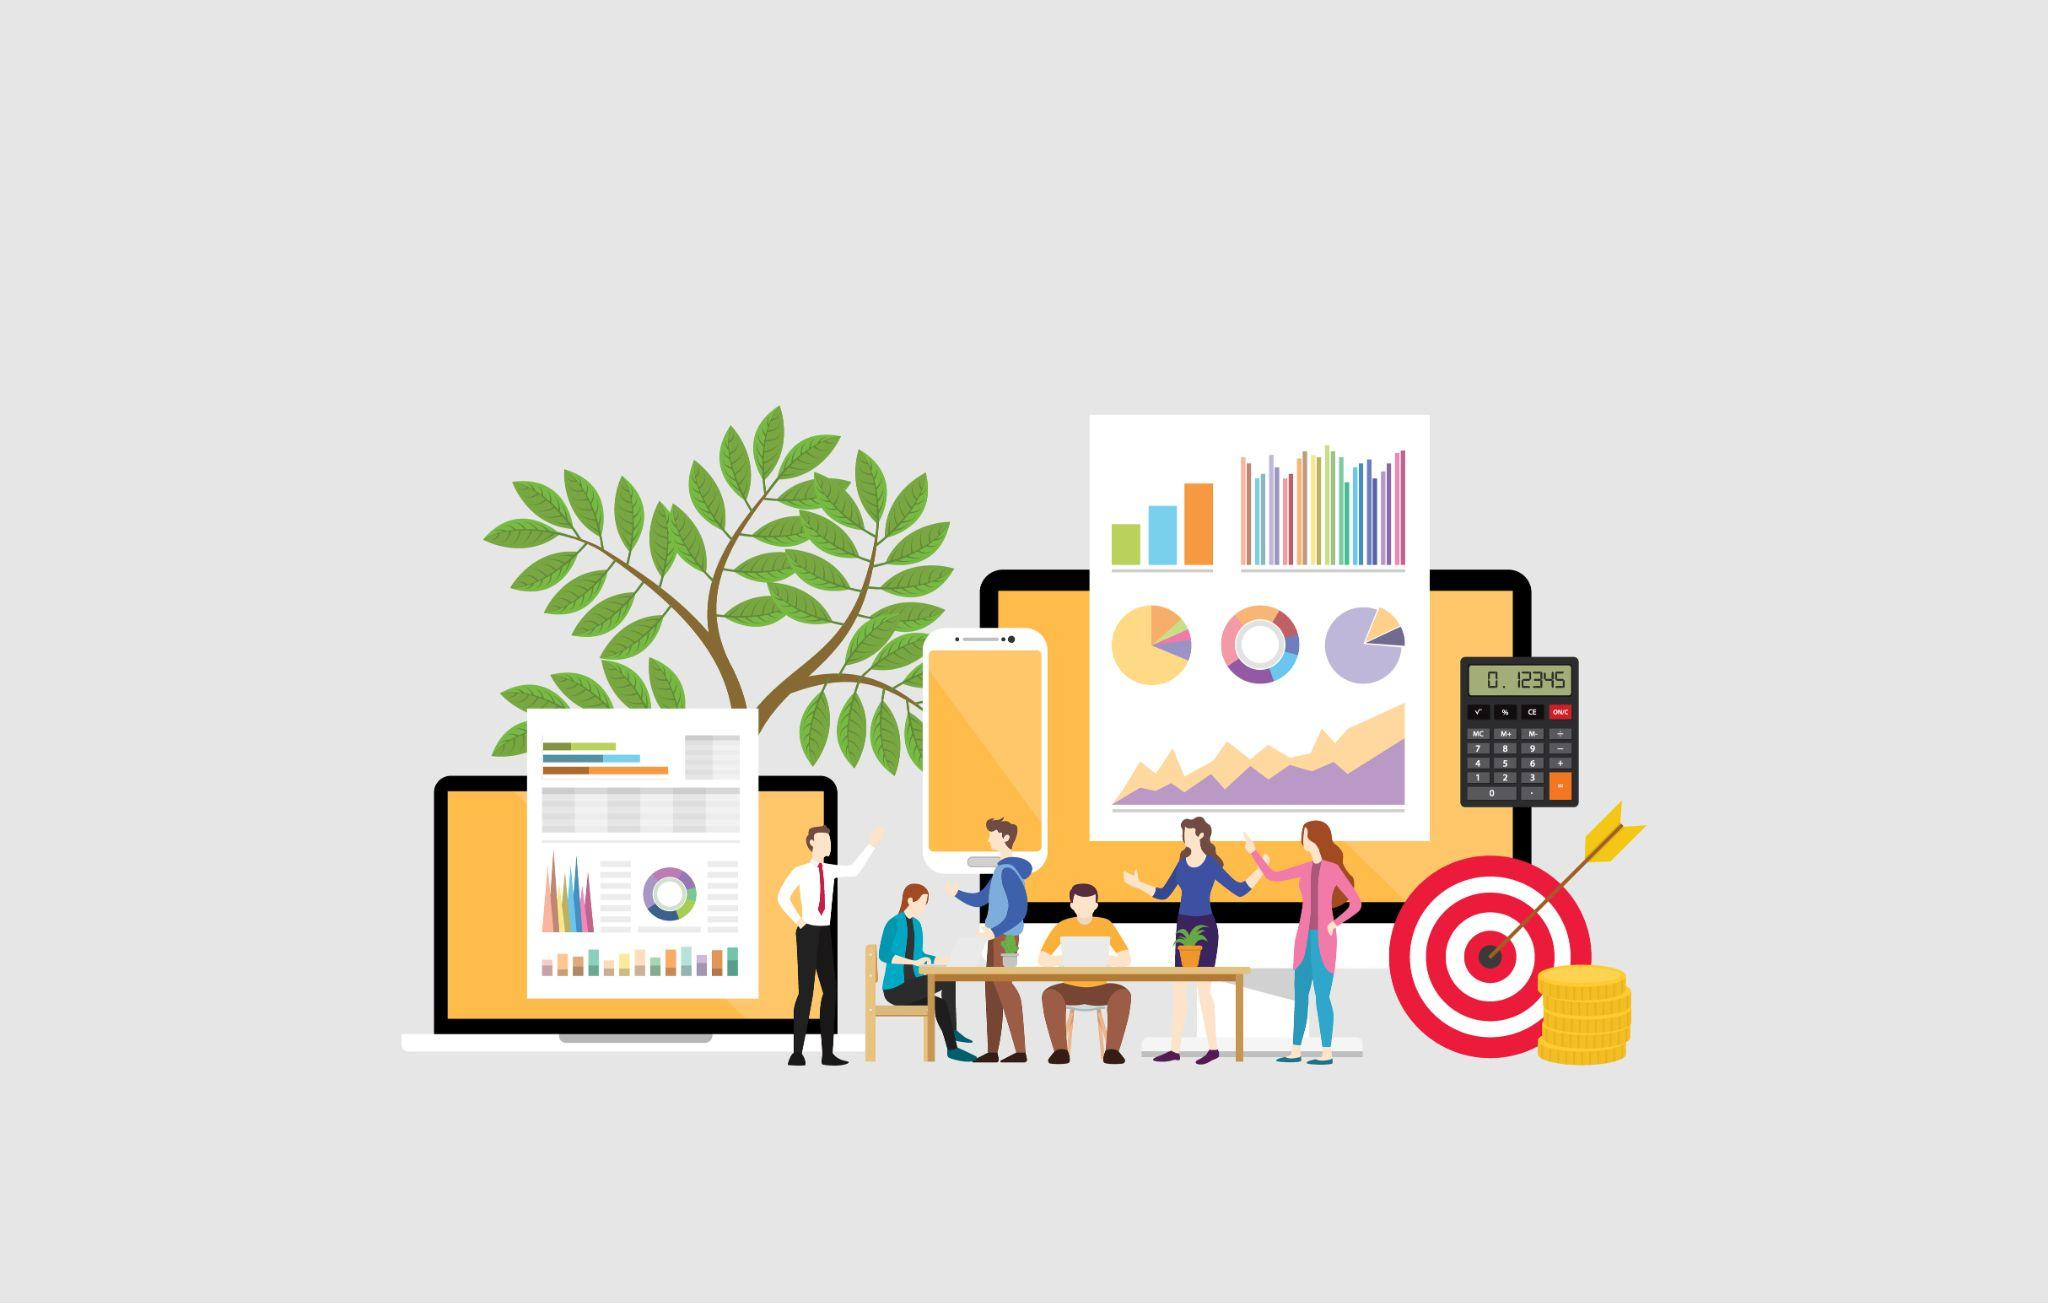 0.12345
√ % CE ON/C
MC M+ M- ÷
7 8 9 −
4 5 6 +
1 2 3 =
0 ·